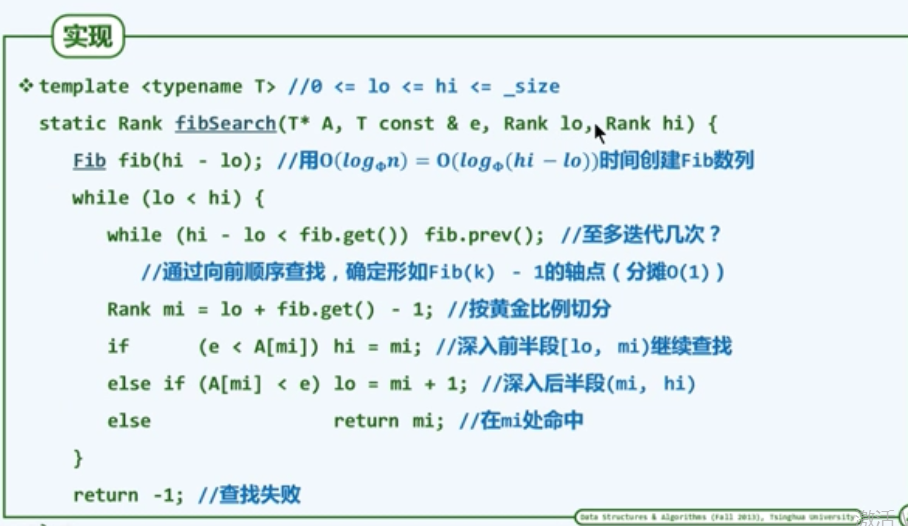 实现
❖template <typename T> //0 <= lo <= hi <= _size
static Rank fibSearch(T* A, T const & e, Rank lo, Rank hi) {
Fib fib(hi - lo); //用O(logΦn) = O(logΦ(hi - lo))时间创建Fib数列
while (lo < hi) {
while (hi - lo < fib.get()) fib.prev(); //至多迭代几次？
//通过向前顺序查找，确定形如Fib(k) - 1的轴点（分摊O(1)）
Rank mi = lo + fib.get() - 1; //按黄金比例切分
if (e < A[mi]) hi = mi; //深入前半段[lo, mi)继续查找
else if (A[mi] < e) lo = mi + 1; //深入后半段(mi, hi)
else return mi; //在mi处命中
}
return -1; //查找失败
Data Structures & Algorithms (Fall 2013), Tsinghua University
激活